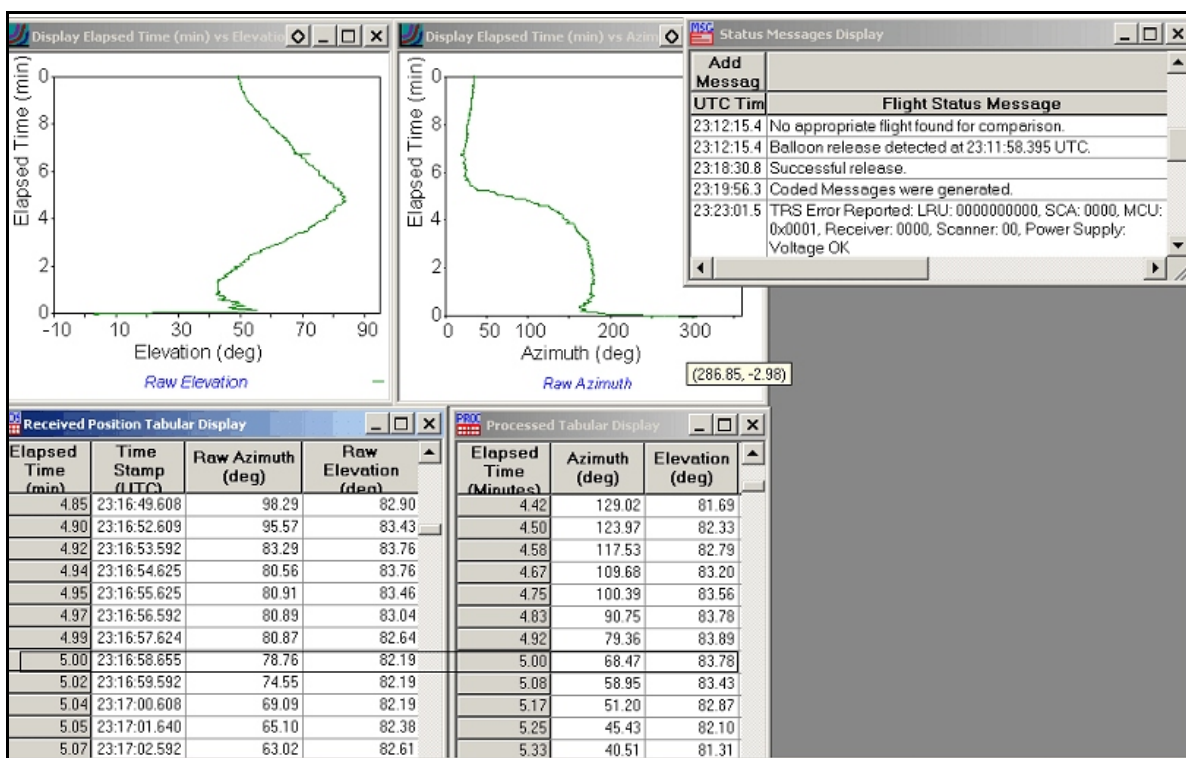 Display Elapsed Time (min) vs Elev
Display Elapsed Time (min) vs Azim
MSG Status Messages Display
Elapsed Time (min)
0
8
6
4
2
0
-10 10 30 50 70 90
Elevation (deg)
Raw Elevation
Elapsed Time (min)
0
8
6
4
2
0
0 50 100 200 300
Azimuth (deg)
Raw Azimuth
(286.85, -2.98)
Add
Messag
UTC Tim Flight Status Message
23:12:15.4 No appropriate flight found for comparison.
23:12:15.4 Balloon release detected at 23:11:58.395 UTC.
23:18:30.8 Successful release.
23:19:56.3 Coded Messages were generated.
23:23:01.5 TRS Error Reported: LRU: 0000000000, SCA: 0000, MCU:
0x0001, Receiver: 0000, Scanner: 00, Power Supply:
Voltage OK
Received Position Tabular Display
Elapsed Time Raw Azimuth Raw
Time Stamp (deg) Elevation
(min) (UTC) (deg)
4.85 23:16:49.608 98.29 82.90
4.90 23:16:52.609 95.57 83.43
4.92 23:16:53.592 83.29 83.76
4.94 23:16:54.625 80.56 83.76
4.95 23:16:55.625 80.91 83.46
4.97 23:16:56.592 80.89 83.04
4.99 23:16:57.624 80.87 82.64
5.00 23:16:58.655 78.76 82.19
5.02 23:16:59.592 74.55 82.19
5.04 23:17:00.608 69.09 82.19
5.05 23:17:01.640 65.10 82.38
5.07 23:17:02.592 63.02 82.61
PROC Processed Tabular Display
Elapsed Azimuth Elevation
Time (deg) (deg)
(Minutes)
4.42 129.02 81.69
4.50 123.97 82.33
4.58 117.53 82.79
4.67 109.68 83.20
4.75 100.39 83.56
4.83 90.75 83.78
4.92 79.36 83.89
5.00 68.47 83.78
5.08 58.95 83.43
5.17 51.20 82.87
5.25 45.43 82.10
5.33 40.51 81.31